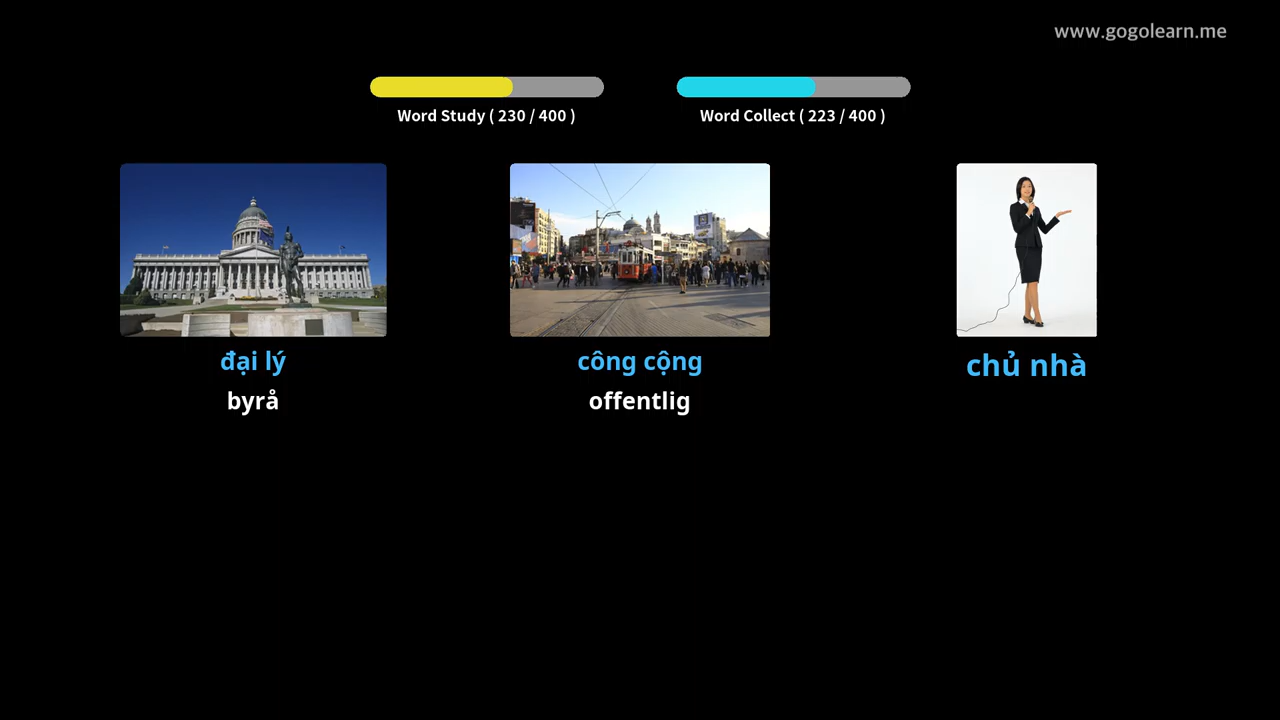 www.gogolearn.me
Word Study ( 230 / 400 )
Word Collect ( 223 / 400 )
đại lý
công cộng
chủ nhà
byrå
offentlig